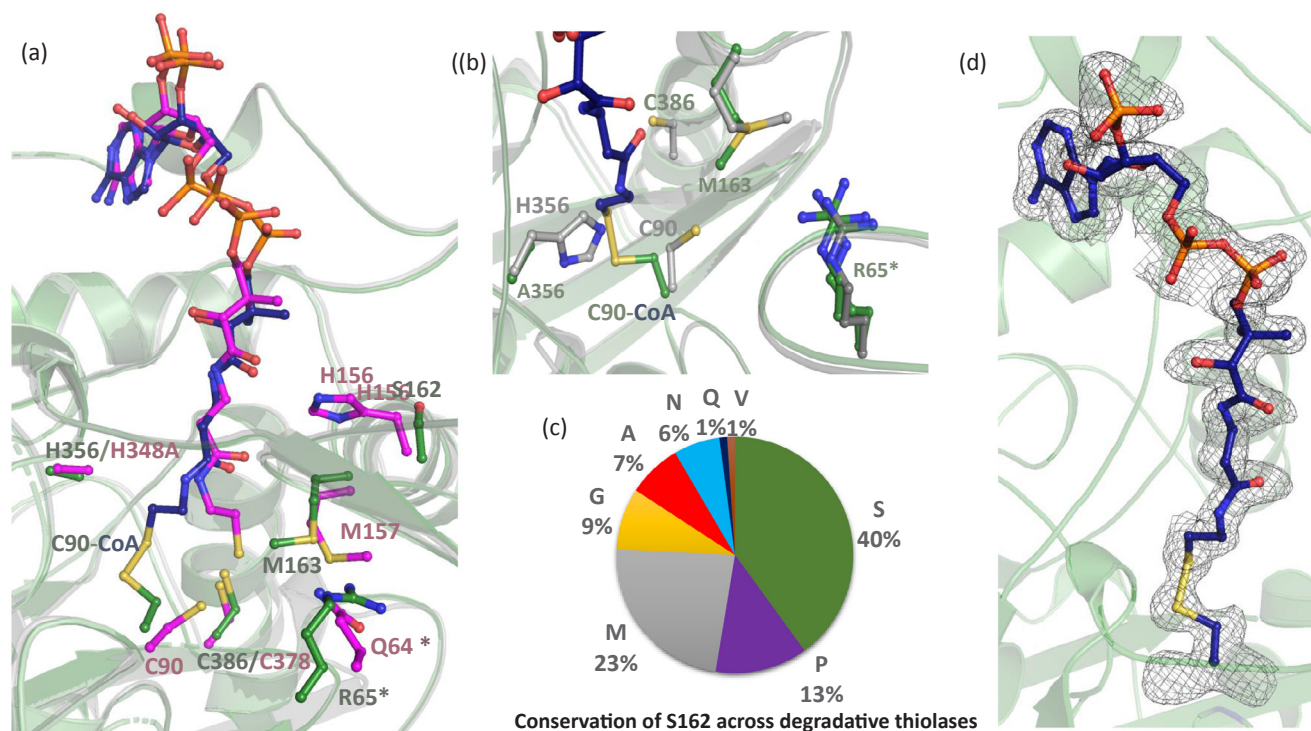 (a)
H156
H156
S162
H356/H348A
C90-CoA
M157
M163
C90
C386/C378
Q64 *
R65*
((b)
C386
M163
H356
C90
R65*
A356
C90-CoA
(c)
N
6%
Q
1%
V
1%
A
7%
G
9%
S
40%
M
23%
P
13%
Conservation of S162 across degradative thiolases
(d)